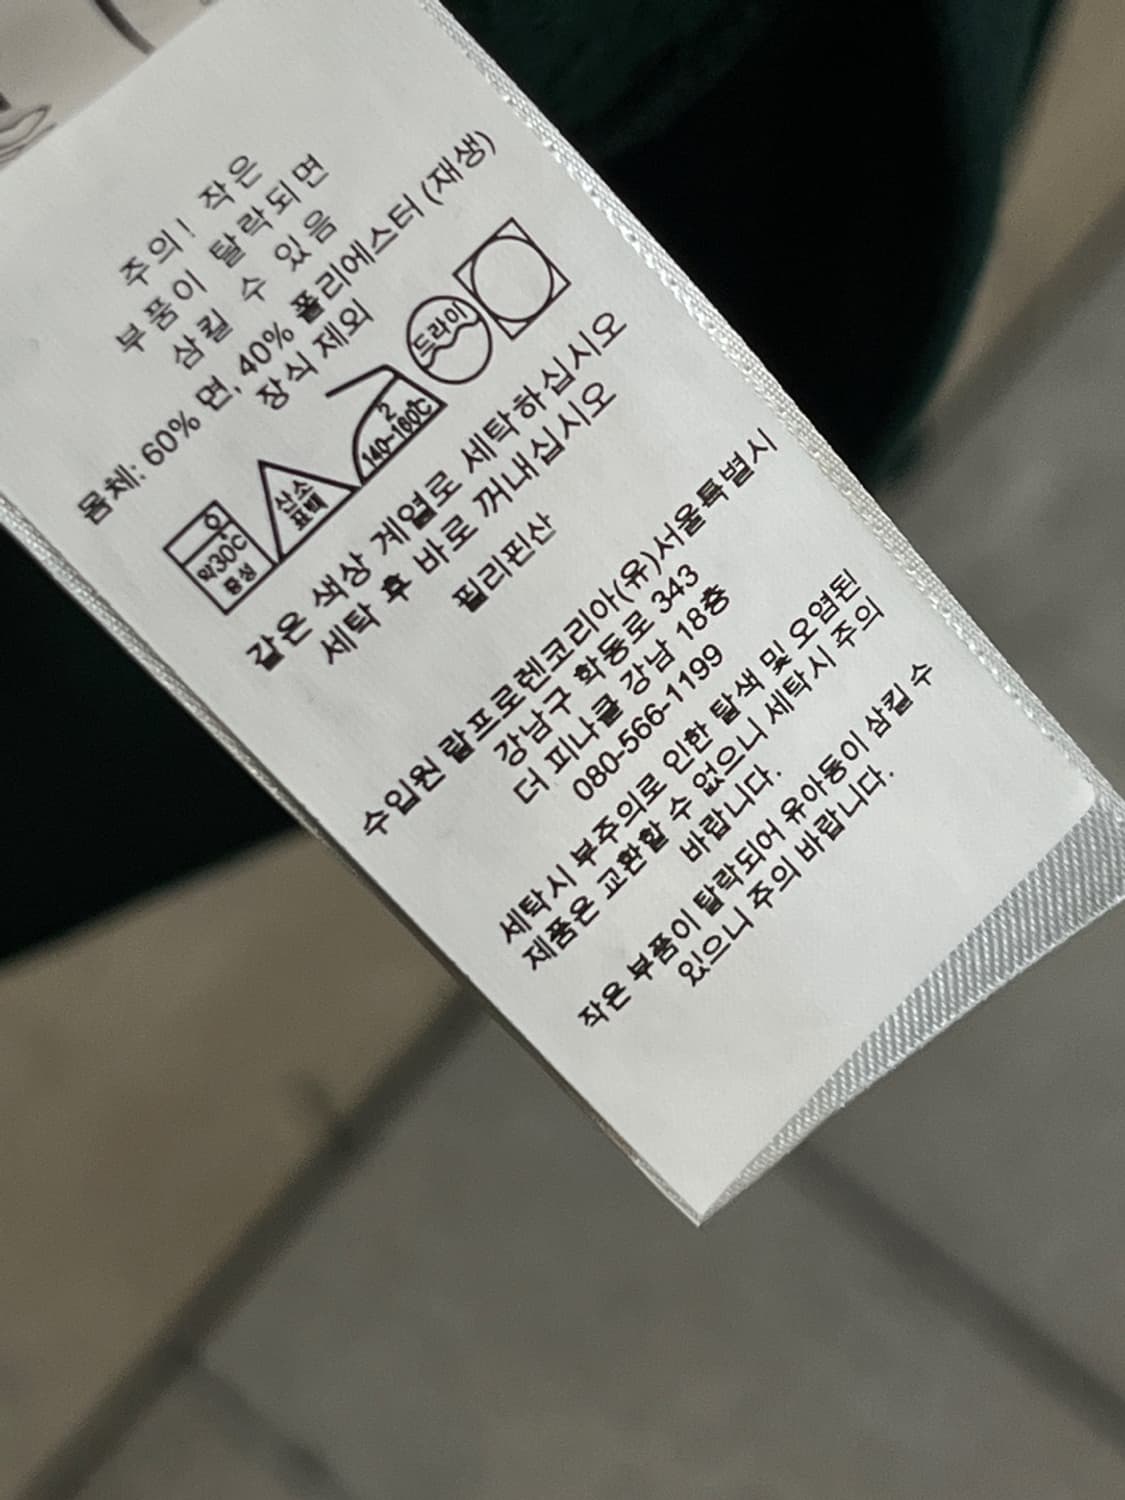 주의! 작은
부품이 탈락되면
삼킬 수 있음
몸체: 60% 면, 40% 폴리에스터 (재생)
장식 제외
약30℃
중성
산소
표백
2
140~160℃
드라이
같은 색상 계열로 세탁하십시오
세탁 후 바로 꺼내십시오
필리핀산
수입원 랄프로렌코리아(유)서울특별시
강남구 학동로 343
더 피나클 강남 18층
080-566-1199
세탁시 부주의로 인한 탈색 및 오염된
제품은 교환할 수 없으니 세탁시 주의
바랍니다.
작은 부품이 탈락되어 유아동이 삼킬 수
있으니 주의 바랍니다.